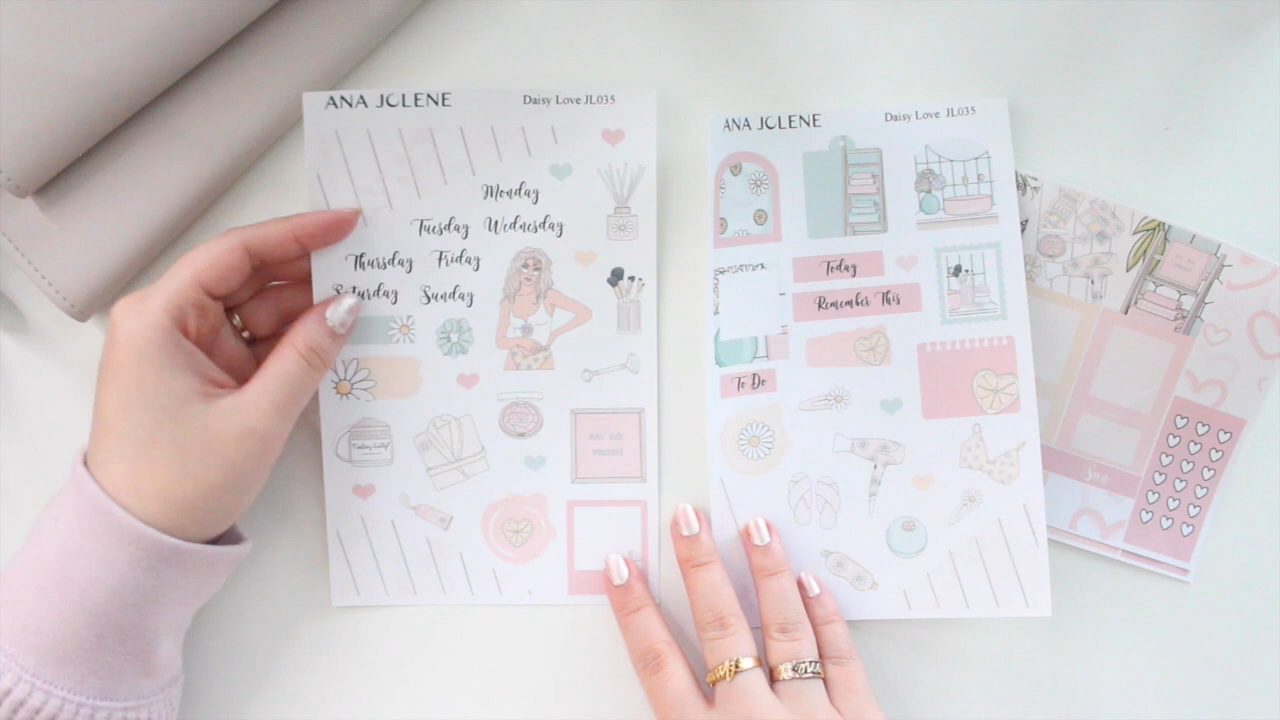 ANA JOLENE
Daisy Love JL035
Monday
Tuesday Wednesday
Thursday Friday
Saturday Sunday
ANA JOLENE
Daisy Love JL035
Today
Remember This
To Do